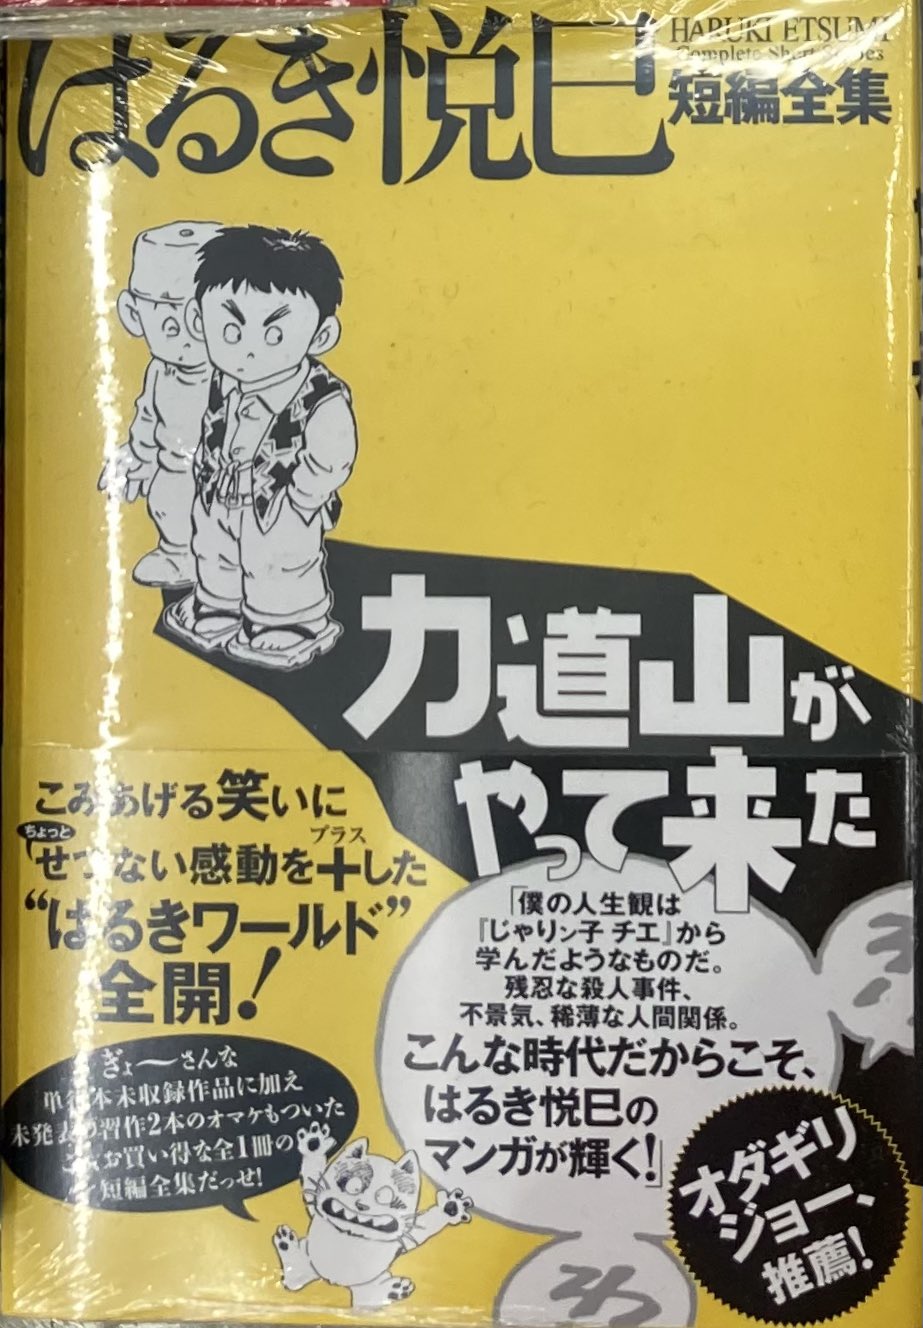 はるき悦巳
HARUKI ETSUMI
Complete Short Stories
短編全集
力道山が
やって来た
こみあげる笑いに
ちょっと
プラス
せつない感動を+した
“はるきワールド”
全開!
「僕の人生観は
『じゃりン子 チエ』から
学んだようなものだ。
残忍な殺人事件、
不景気、稀薄な人間関係。
こんな時代だからこそ、
はるき悦巳の
マンガが輝く!」
オダギリ
ジョー、
推薦!
ぎょ〜さんな
単行本未収録作品に加え
未発表の習作2本のオマケもついた
お買い得な全1冊の
短編全集だっせ!